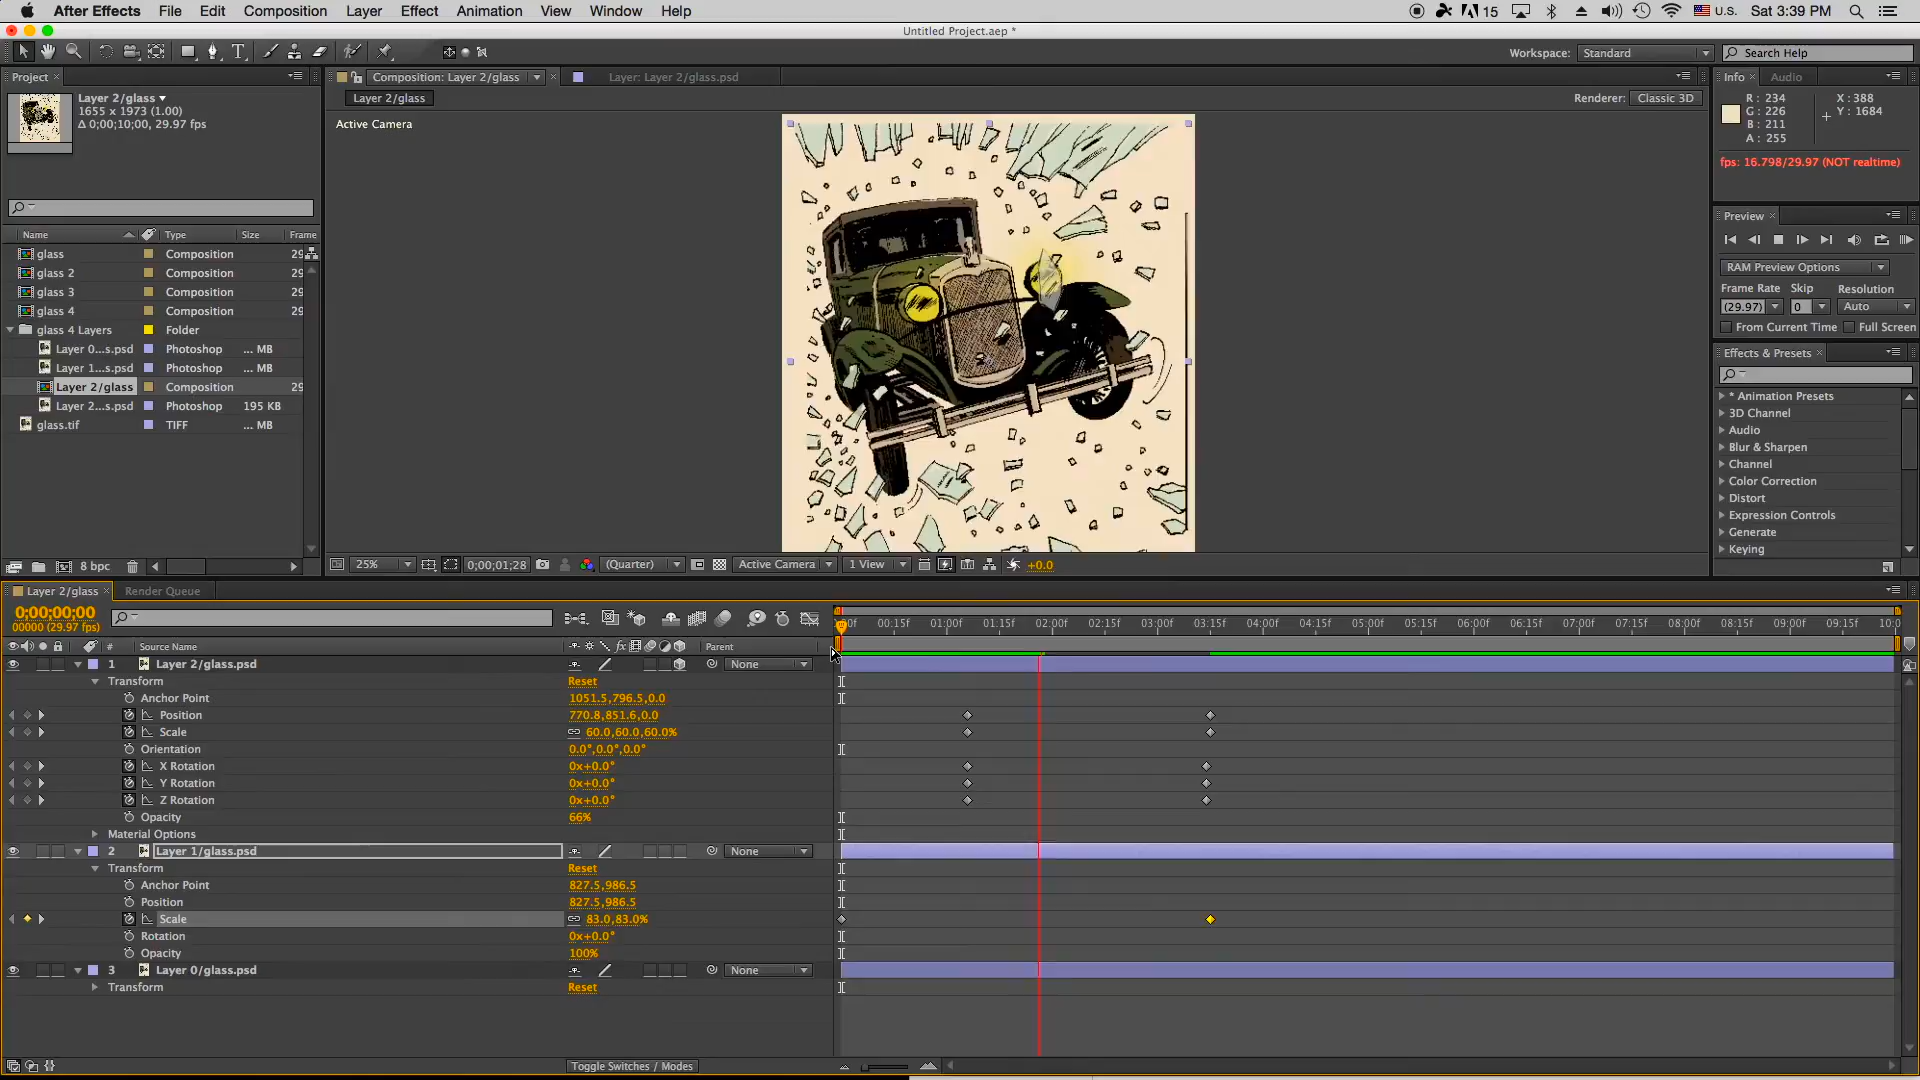 After Effects File Edit Composition Layer Effect Animation View Window Help 15 U.S. Sat 3:39 PM
Untitled Project.aep *
Workspace: Standard Search Help
Project Composition: Layer 2/glass Layer: Layer 2/glass.psd Info Audio
Layer 2/glass
1655 x 1973 (1.00)
Δ 0;00;10;00, 29.97 fps
Layer 2/glass Renderer: Classic 3D
Active Camera
R: 234 X: 388
G: 226 Y: 1684
B: 211
A: 255
fps: 16.798/29.97 (NOT realtime)
Preview
RAM Preview Options
Frame Rate Skip Resolution
(29.97) 0 Auto
From Current Time Full Screen
Effects & Presets
* Animation Presets
3D Channel
Audio
Blur & Sharpen
Channel
Color Correction
Distort
Expression Controls
Generate
Keying
Name Type Size Frame
glass Composition 29
glass 2 Composition 29
glass 3 Composition 29
glass 4 Composition 29
glass 4 Layers Folder
Layer 0...s.psd Photoshop ... MB
Layer 1...s.psd Photoshop ... MB
Layer 2/glass Composition 29
Layer 2...s.psd Photoshop 195 KB
glass.tif TIFF ... MB
8 bpc
25% 0;00;01;28 (Quarter) Active Camera 1 View +0.0
Layer 2/glass Render Queue
0;00;00;00
00000 (29.97 fps)
00:15f 01:00f 01:15f 02:00f 02:15f 03:00f 03:15f 04:00f 04:15f 05:00f 05:15f 06:00f 06:15f 07:00f 07:15f 08:00f 08:15f 09:00f 09:15f 10:0
# Source Name Parent
1 Layer 2/glass.psd None
Transform Reset
Anchor Point 1051.5,796.5,0.0
Position 770.8,851.6,0.0
Scale 60.0,60.0,60.0%
Orientation 0.0°,0.0°,0.0°
X Rotation 0x+0.0°
Y Rotation 0x+0.0°
Z Rotation 0x+0.0°
Opacity 66%
Material Options
2 Layer 1/glass.psd None
Transform Reset
Anchor Point 827.5,986.5
Position 827.5,986.5
Scale 83.0,83.0%
Rotation 0x+0.0°
Opacity 100%
3 Layer 0/glass.psd None
Transform Reset
Toggle Switches / Modes